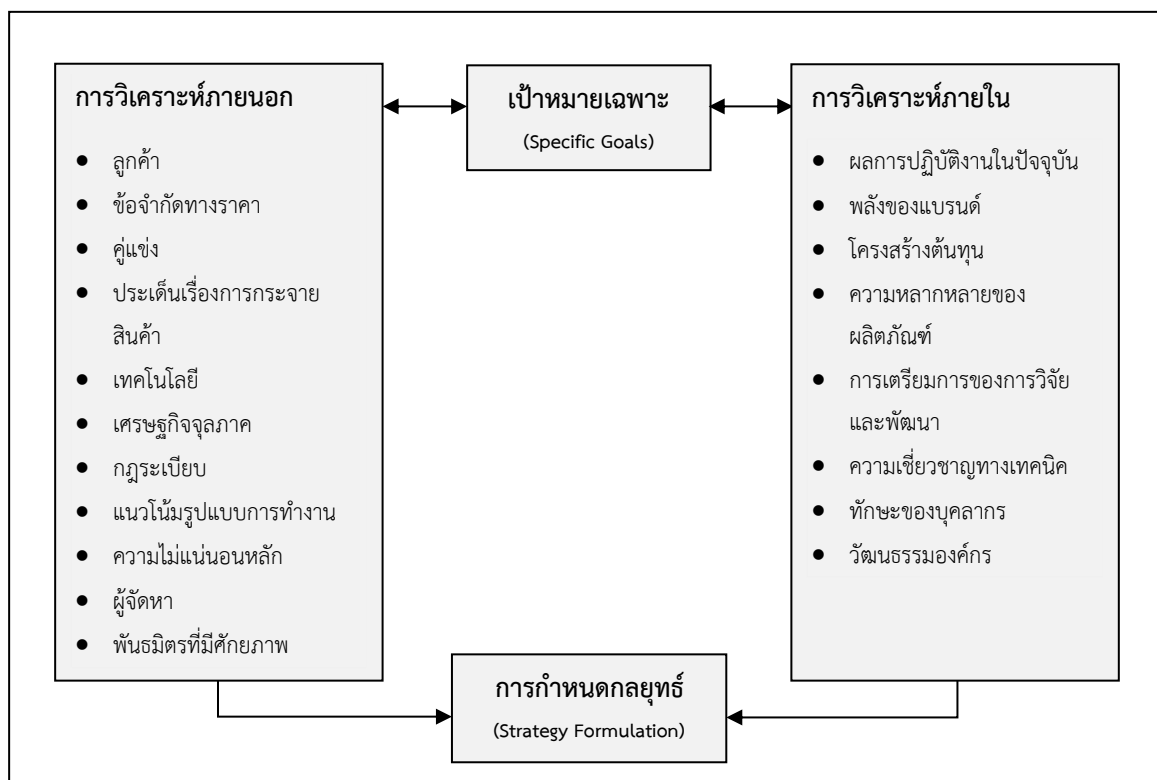 การวิเคราะห์ภายนอก
● ลูกค้า
● ข้อจำกัดทางราคา
● คู่แข่ง
● ประเด็นเรื่องการกระจาย
สินค้า
● เทคโนโลยี
● เศรษฐกิจจุลภาค
● กฎระเบียบ
● แนวโน้มรูปแบบการทำงาน
● ความไม่แน่นอนหลัก
● ผู้จัดหา
● พันธมิตรที่มีศักยภาพ
เป้าหมายเฉพาะ
(Specific Goals)
การวิเคราะห์ภายใน
● ผลการปฏิบัติงานในปัจจุบัน
● พลังของแบรนด์
● โครงสร้างต้นทุน
● ความหลากหลายของ
ผลิตภัณฑ์
● การเตรียมการของการวิจัย
และพัฒนา
● ความเชี่ยวชาญทางเทคนิค
● ทักษะของบุคลากร
● วัฒนธรรมองค์กร
การกำหนดกลยุทธ์
(Strategy Formulation)